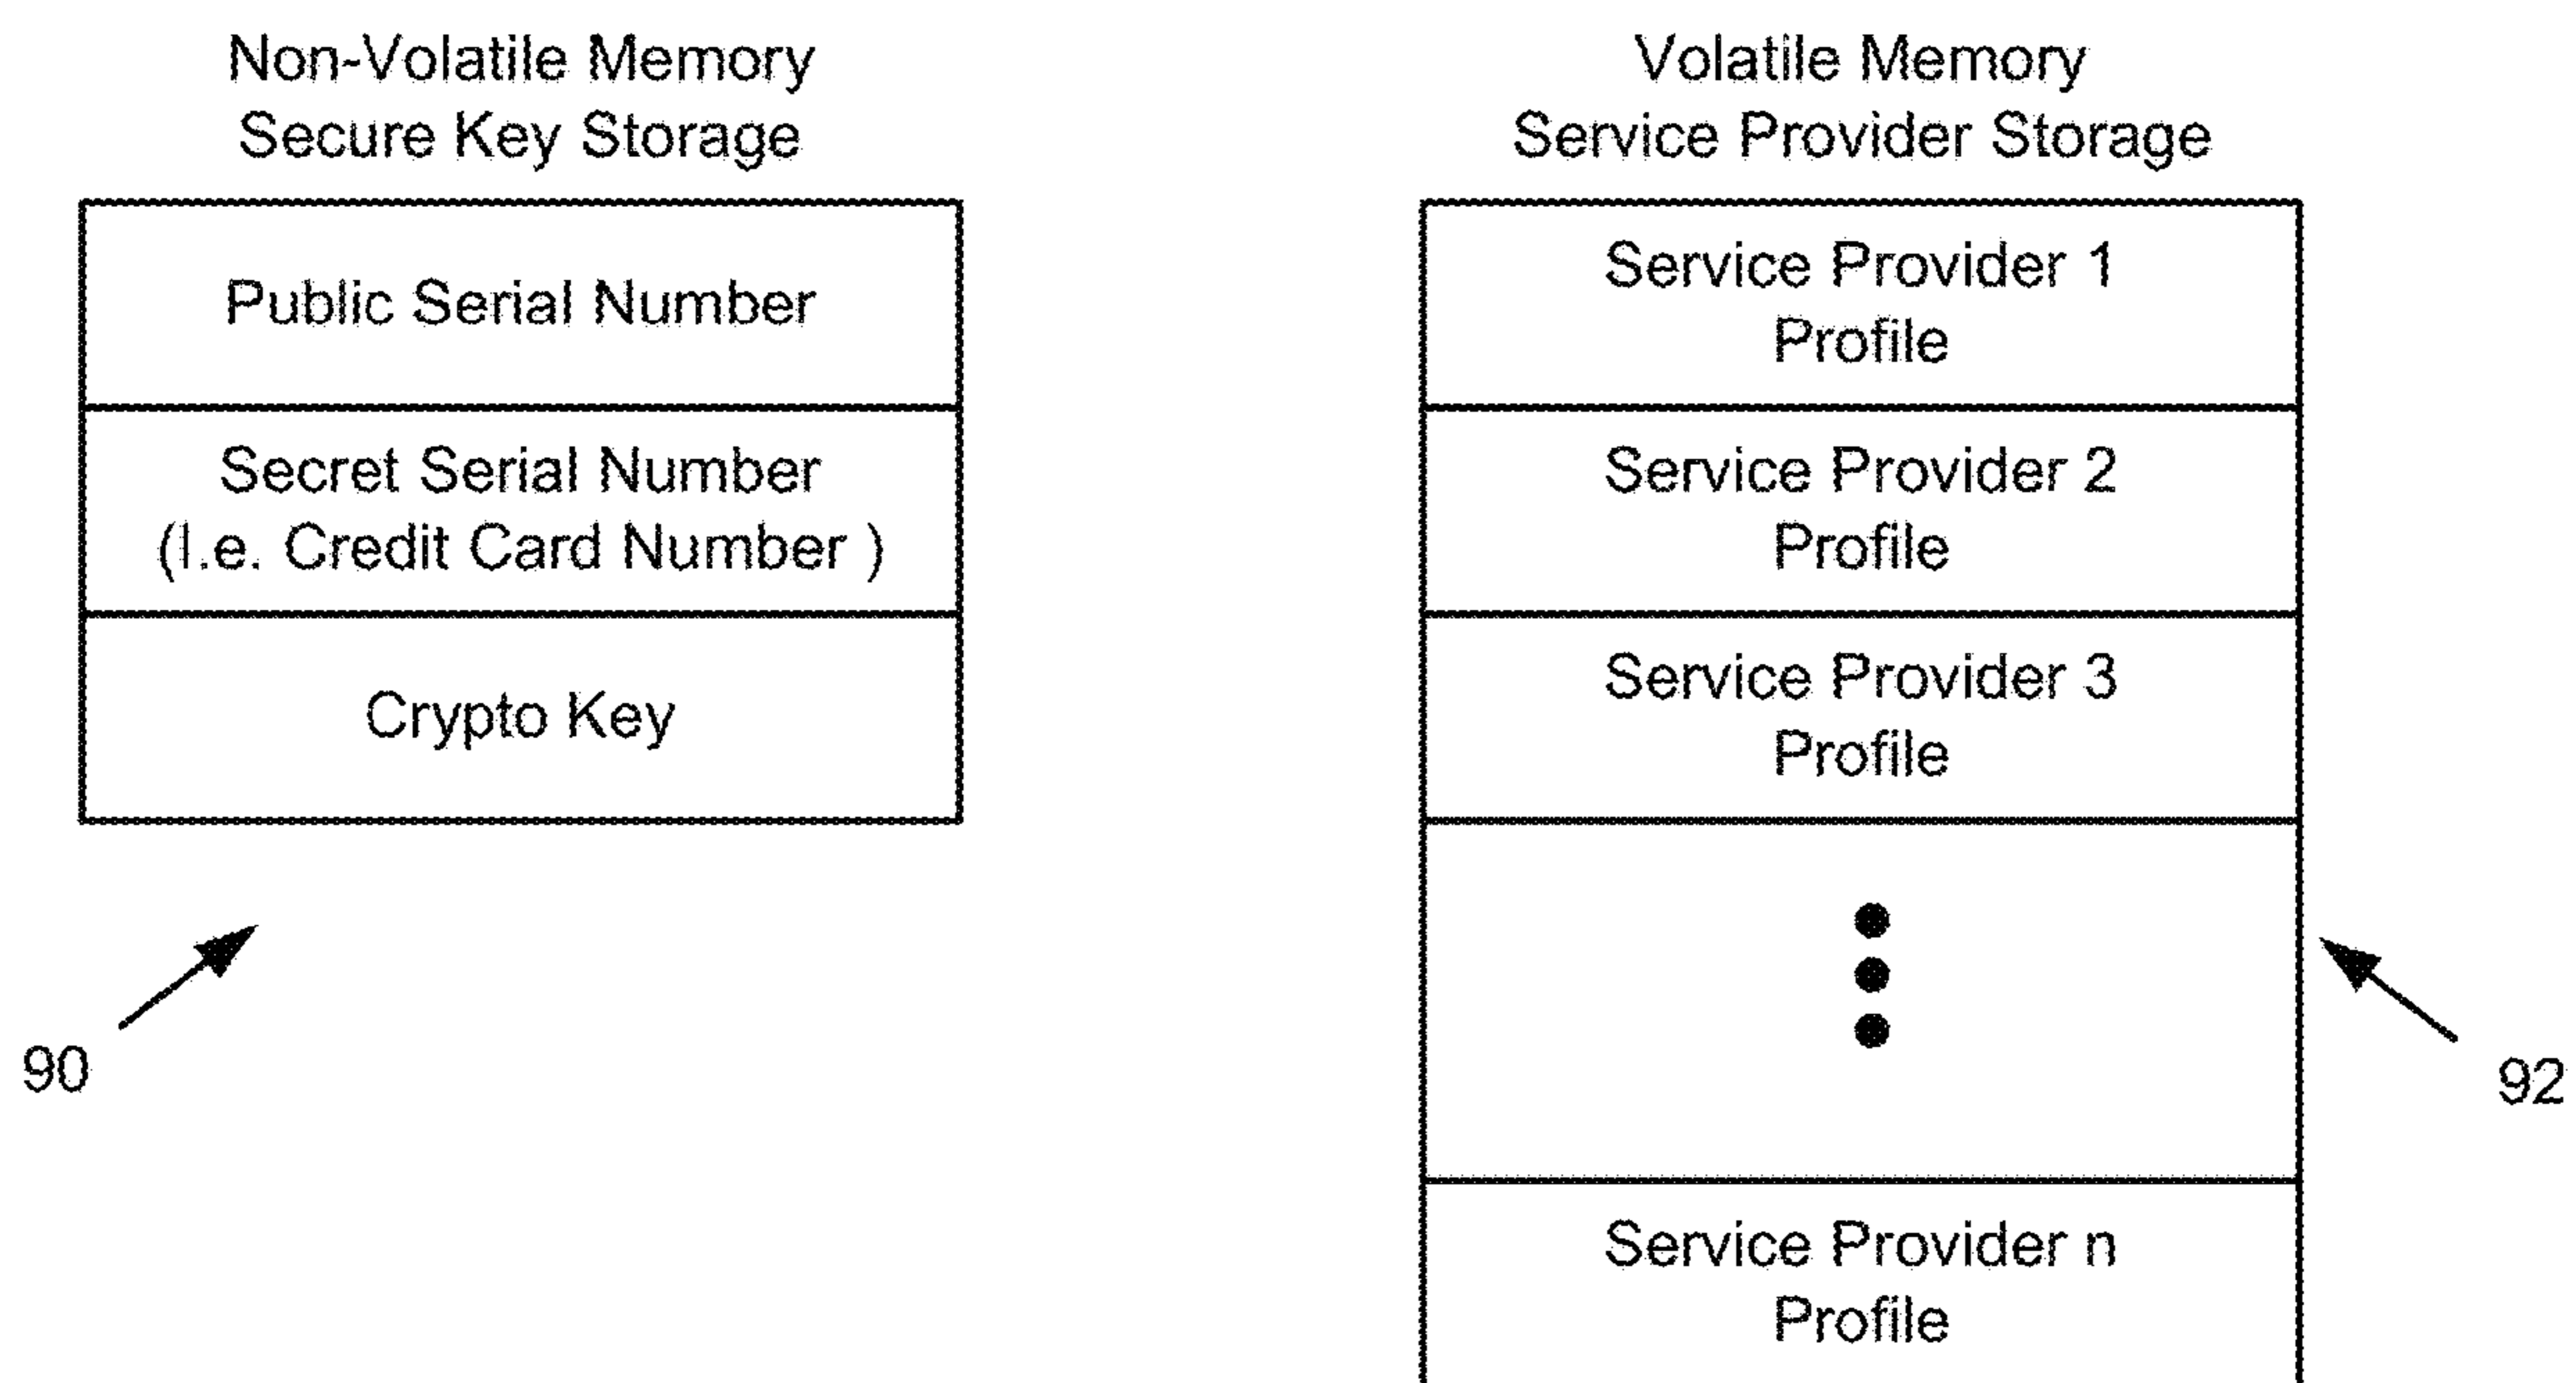 Non-Volatile Memory
Secure Key Storage
Public Serial Number
Secret Serial Number
(I.e. Credit Card Number )
Crypto Key
90
Volatile Memory
Service Provider Storage
Service Provider 1
Profile
Service Provider 2
Profile
Service Provider 3
Profile
Service Provider n
Profile
92